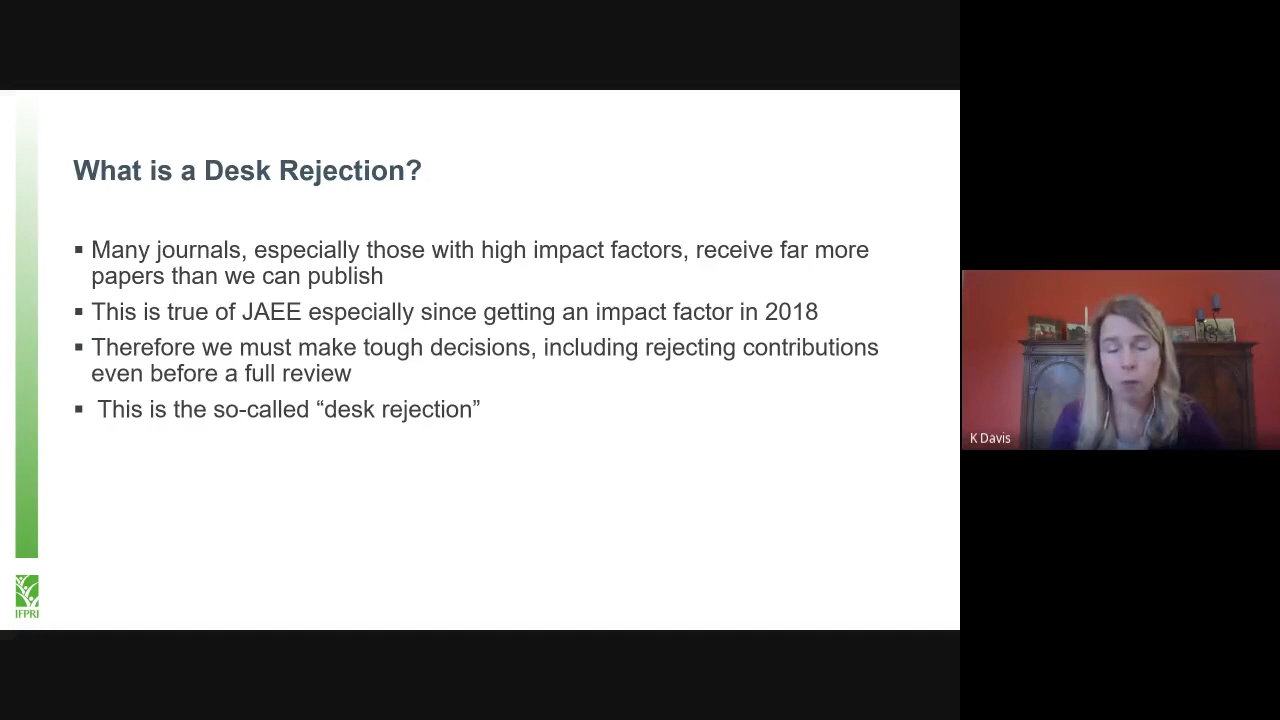 What is a Desk Rejection?
▪ Many journals, especially those with high impact factors, receive far more
papers than we can publish
▪ This is true of JAEE especially since getting an impact factor in 2018
▪ Therefore we must make tough decisions, including rejecting contributions
even before a full review
▪ This is the so-called “desk rejection”
IFPRI
K Davis